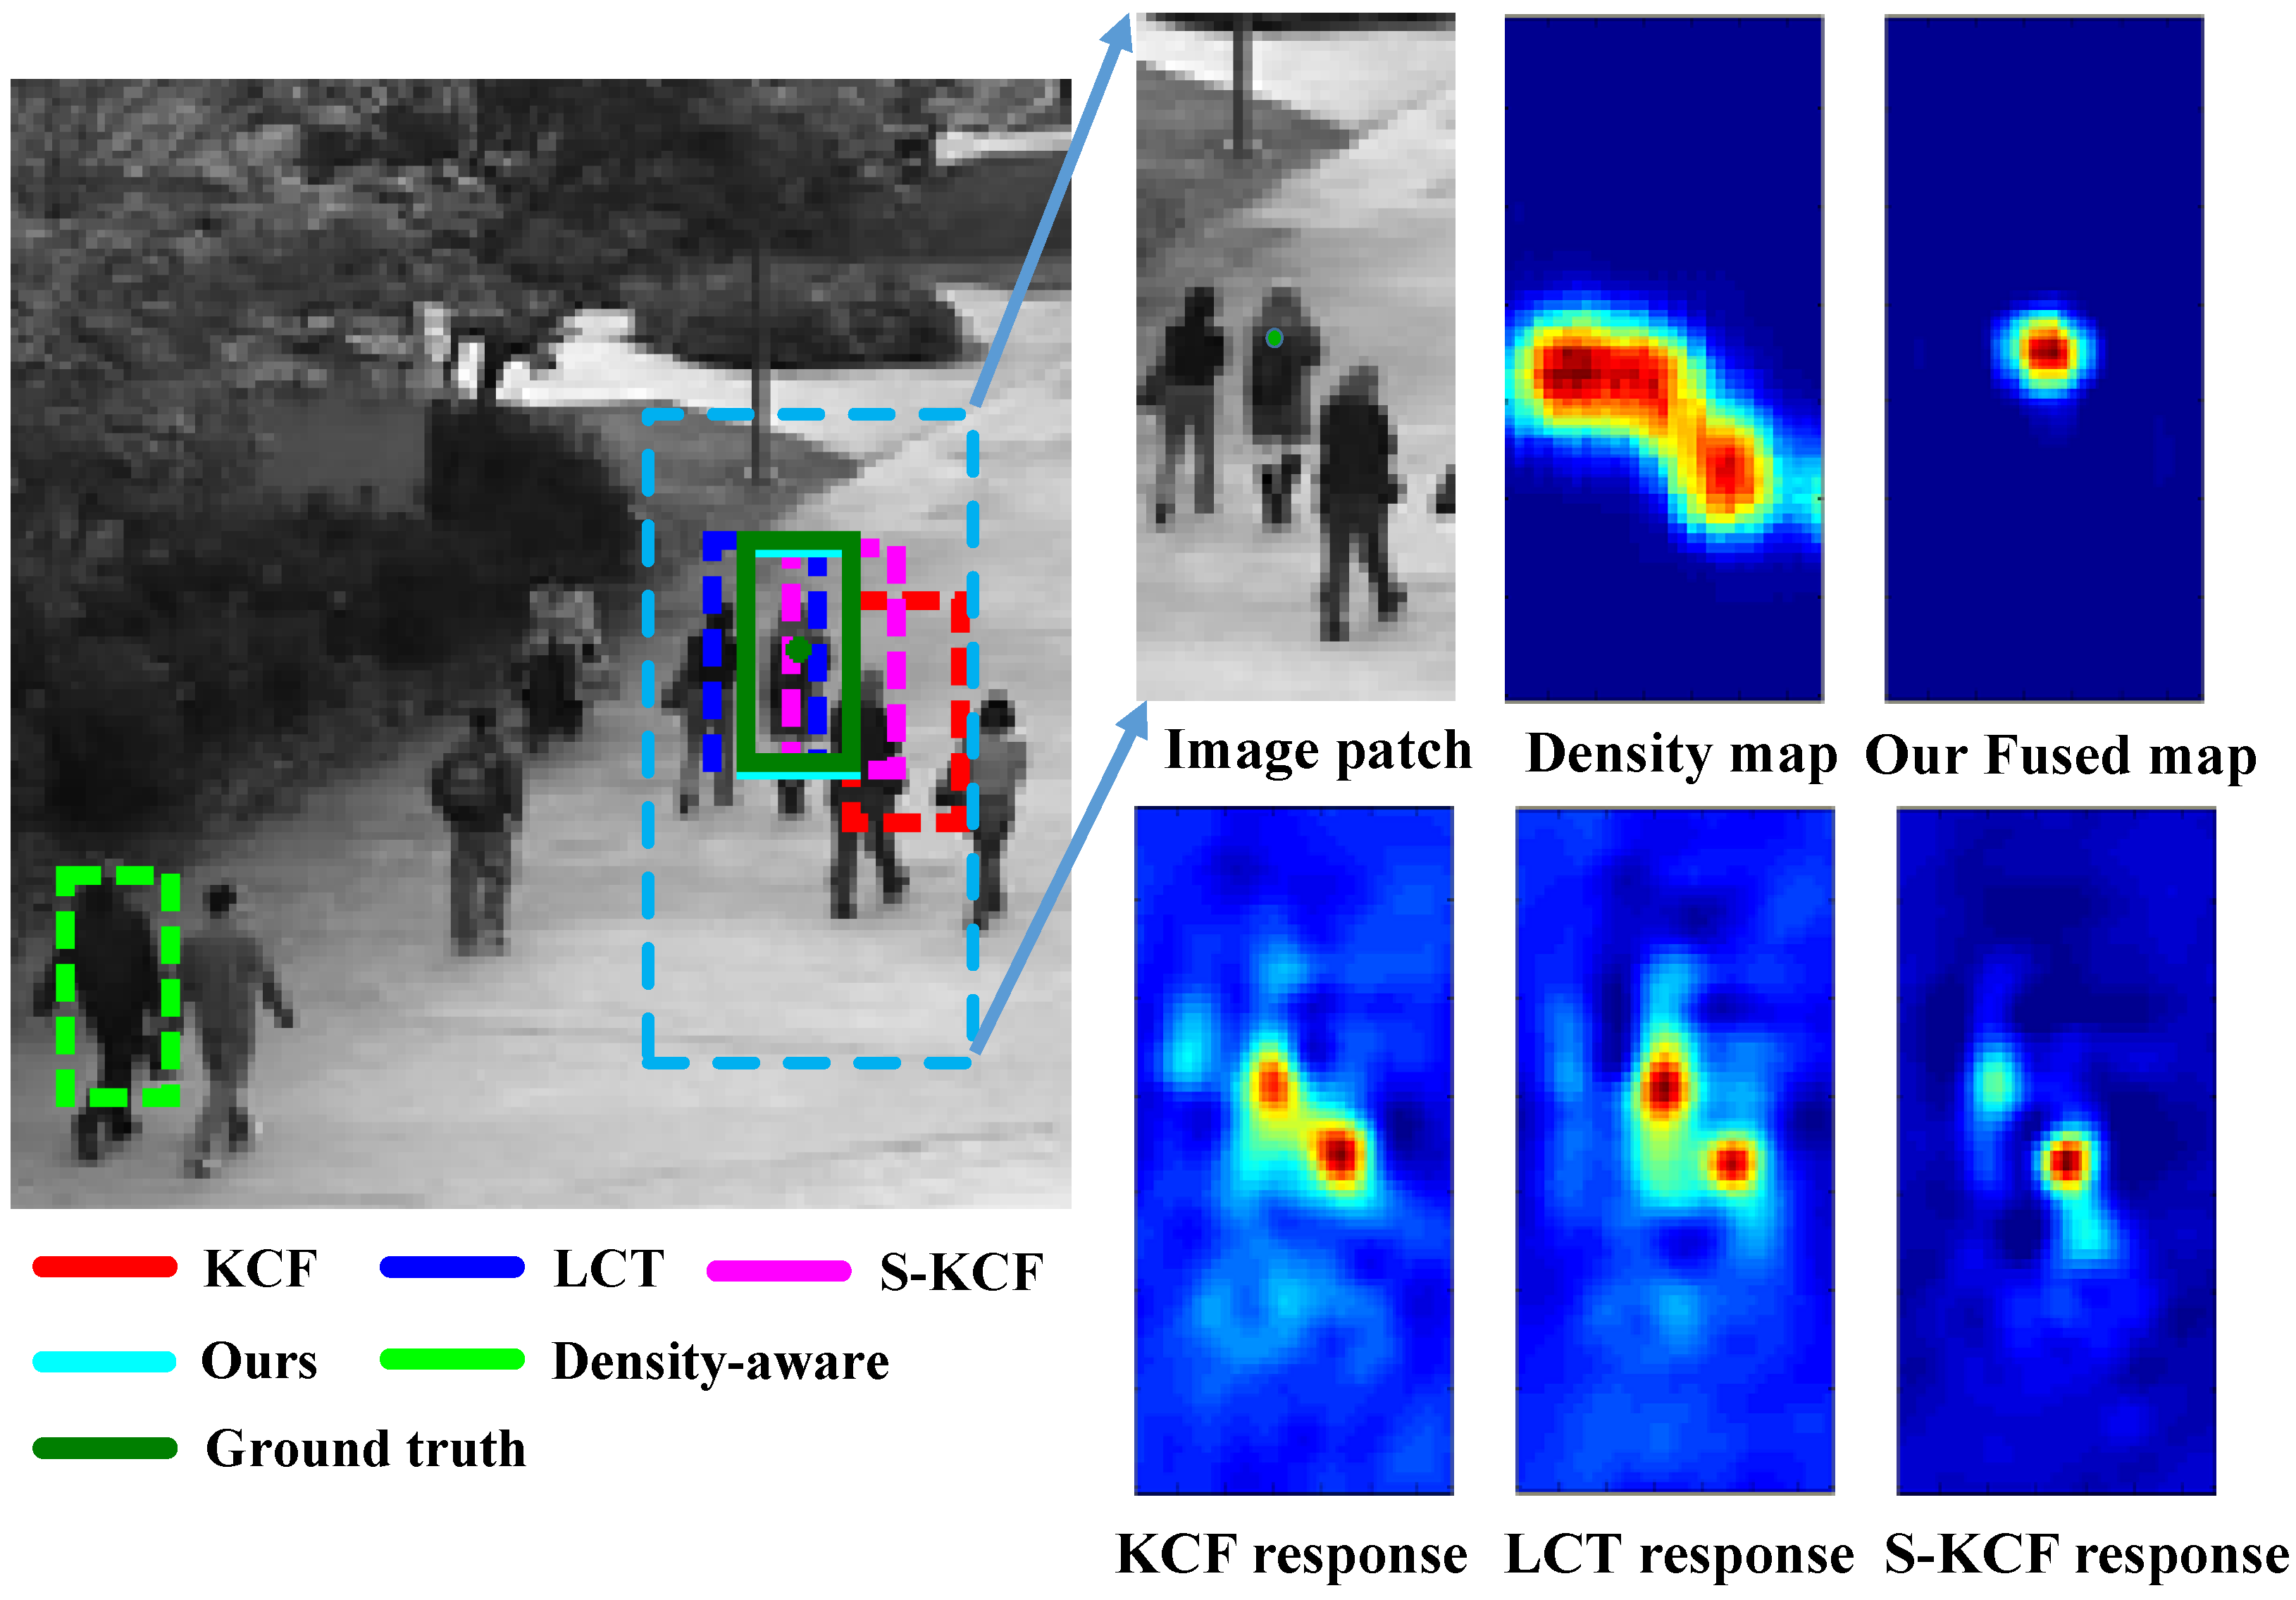 Image patch
Density map
Our Fused map
KCF
LCT
S-KCF
Ours
Density-aware
Ground truth
KCF response
LCT response
S-KCF response